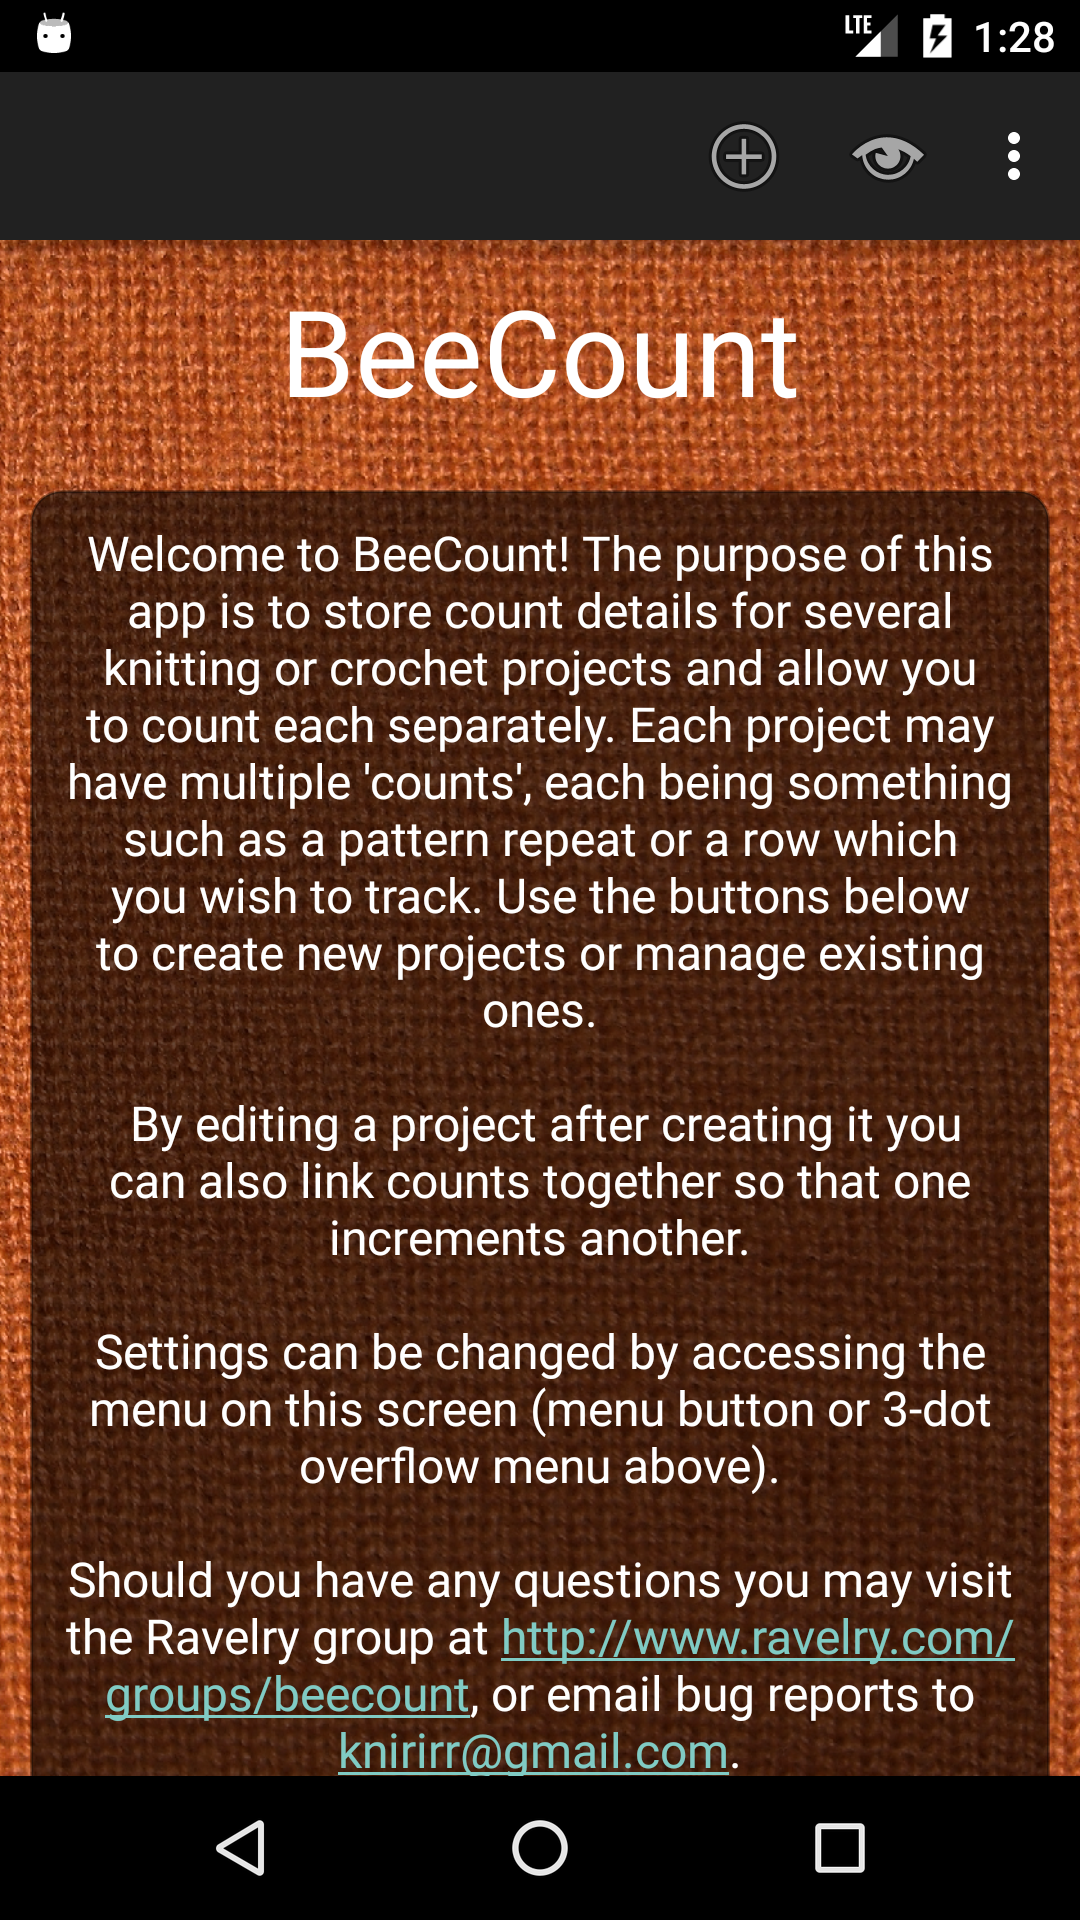 LTE 1:28
BeeCount
Welcome to BeeCount! The purpose of this
app is to store count details for several
knitting or crochet projects and allow you
to count each separately. Each project may
have multiple 'counts', each being something
such as a pattern repeat or a row which
you wish to track. Use the buttons below
to create new projects or manage existing
ones.
By editing a project after creating it you
can also link counts together so that one
increments another.
Settings can be changed by accessing the
menu on this screen (menu button or 3-dot
overflow menu above).
Should you have any questions you may visit
the Ravelry group at http://www.ravelry.com/
groups/beecount, or email bug reports to
knirirr@gmail.com.